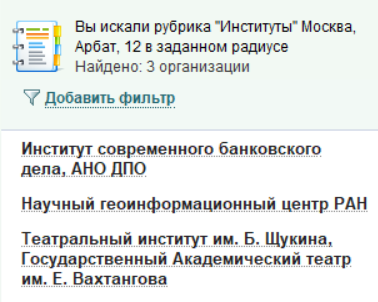 Вы искали рубрика "Институты" Москва,
Арбат, 12 в заданном радиусе
Найдено: 3 организации
Добавить фильтр
Институт современного банковского
дела, АНО ДПО
Научный геоинформационный центр РАН
Театральный институт им. Б. Щукина,
Государственный Академический театр
им. Е. Вахтангова